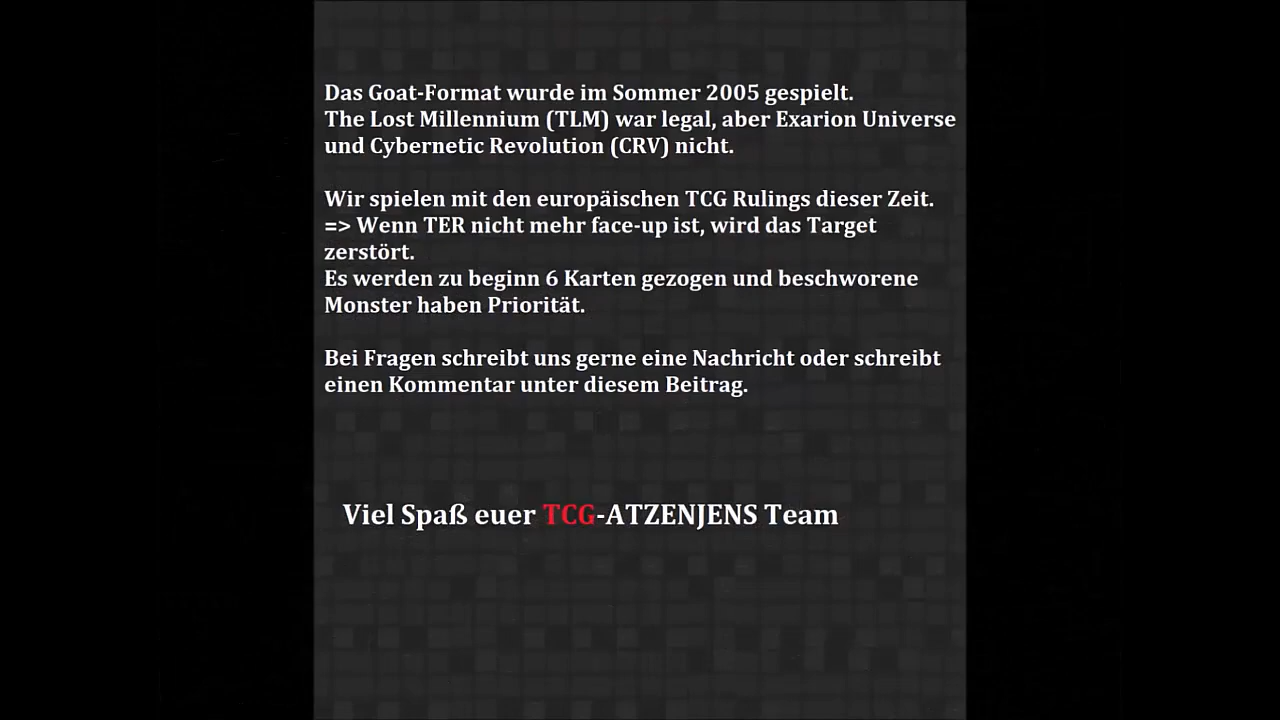 Das Goat-Format wurde im Sommer 2005 gespielt.
The Lost Millennium (TLM) war legal, aber Exarion Universe
und Cybernetic Revolution (CRV) nicht.
Wir spielen mit den europäischen TCG Rulings dieser Zeit.
=> Wenn TER nicht mehr face-up ist, wird das Target
zerstört.
Es werden zu beginn 6 Karten gezogen und beschworene
Monster haben Priorität.
Bei Fragen schreibt uns gerne eine Nachricht oder schreibt
einen Kommentar unter diesem Beitrag.
Viel Spaß euer TCG-ATZENJENS Team